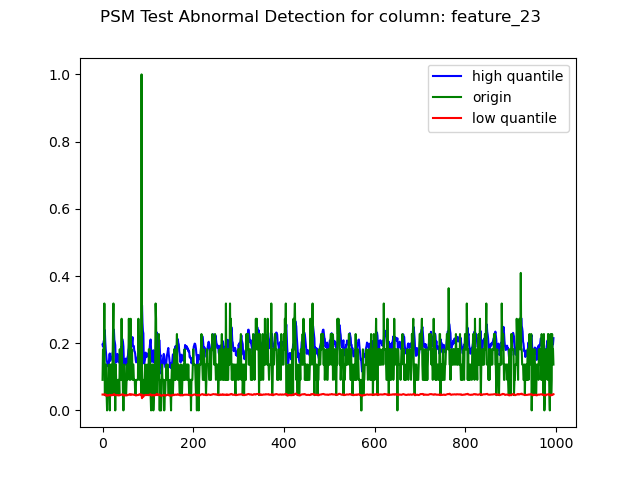 PSM Test Abnormal Detection for column: feature_23
high quantile
origin
low quantile
1.0
0.8
0.6
0.4
0.2
0.0
0 200 400 600 800 1000